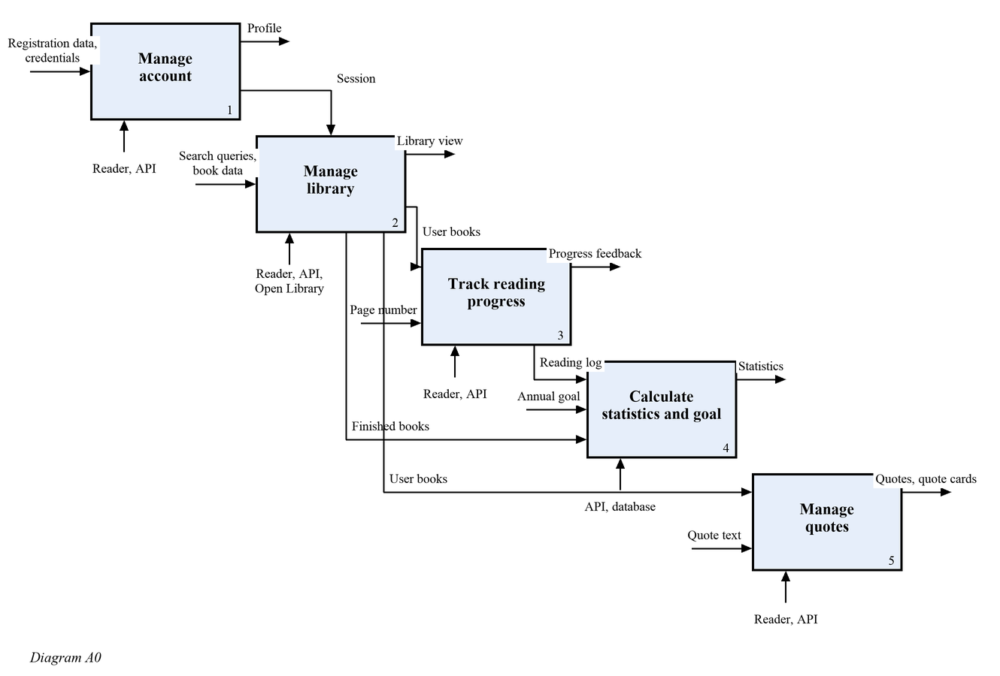 Profile
Registration data,
credentials
Manage
account
1
Session
Reader, API
Library view
Search queries,
book data
Manage
library
2
User books
Reader, API,
Open Library
Progress feedback
Track reading
progress
Page number
3
Reading log
Statistics
Reader, API
Annual goal
Calculate
statistics and goal
Finished books
4
User books
Quotes, quote cards
API, database
Manage
quotes
Quote text
5
Reader, API
Diagram A0